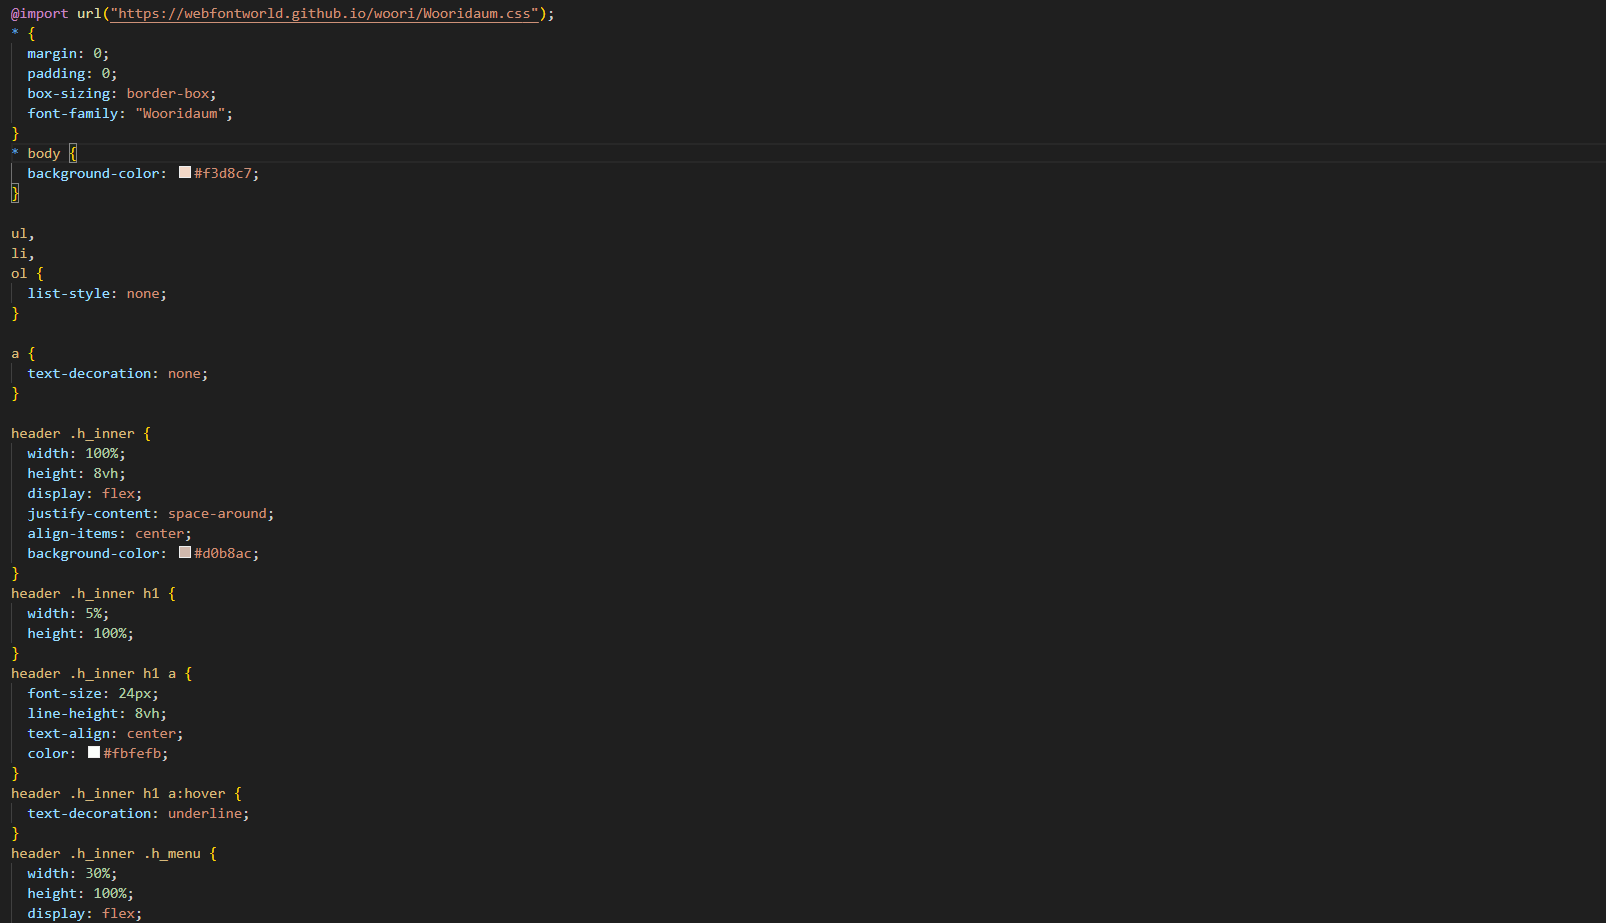 @import url("https://webfontworld.github.io/woori/Wooridaum.css");
* {
  margin: 0;
  padding: 0;
  box-sizing: border-box;
  font-family: "Wooridaum";
}
* body {
  background-color: #f3d8c7;
}

ul,
li,
ol {
  list-style: none;
}

a {
  text-decoration: none;
}

header .h_inner {
  width: 100%;
  height: 8vh;
  display: flex;
  justify-content: space-around;
  align-items: center;
  background-color: #d0b8ac;
}
header .h_inner h1 {
  width: 5%;
  height: 100%;
}
header .h_inner h1 a {
  font-size: 24px;
  line-height: 8vh;
  text-align: center;
  color: #fbfefb;
}
header .h_inner h1 a:hover {
  text-decoration: underline;
}
header .h_inner .h_menu {
  width: 30%;
  height: 100%;
  display: flex;